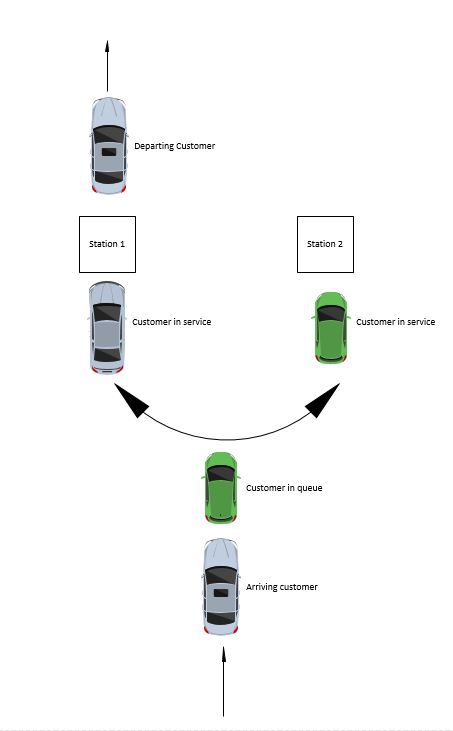 Departing Customer
Station 1
Station 2
Customer in service
Customer in service
Customer in queue
Arriving customer